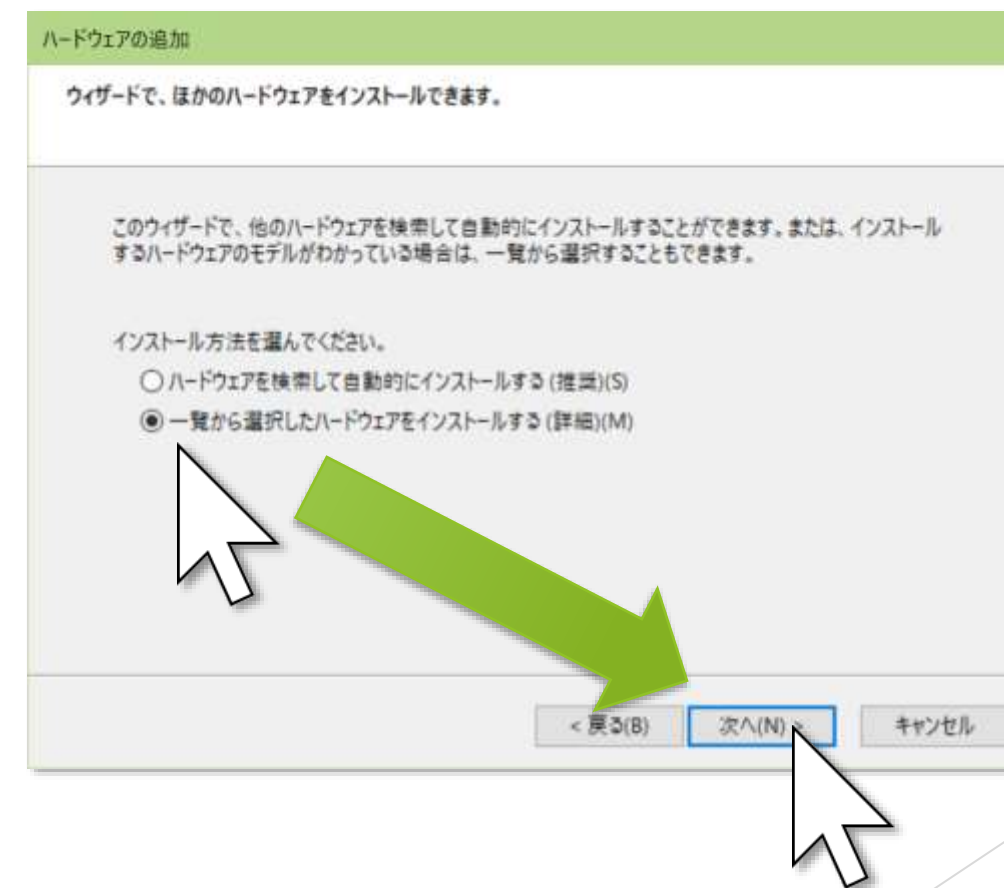 ハードウェアの追加
ウィザードで、ほかのハードウェアをインストールできます。
このウィザードで、他のハードウェアを検索して自動的にインストールすることができます。または、インストール
するハードウェアのモデルがわかっている場合は、一覧から選択することもできます。
インストール方法を選んでください。
ハードウェアを検索して自動的にインストールする (推奨)(S)
一覧から選択したハードウェアをインストールする (詳細)(M)
< 戻る(B) 次へ(N) > キャンセル